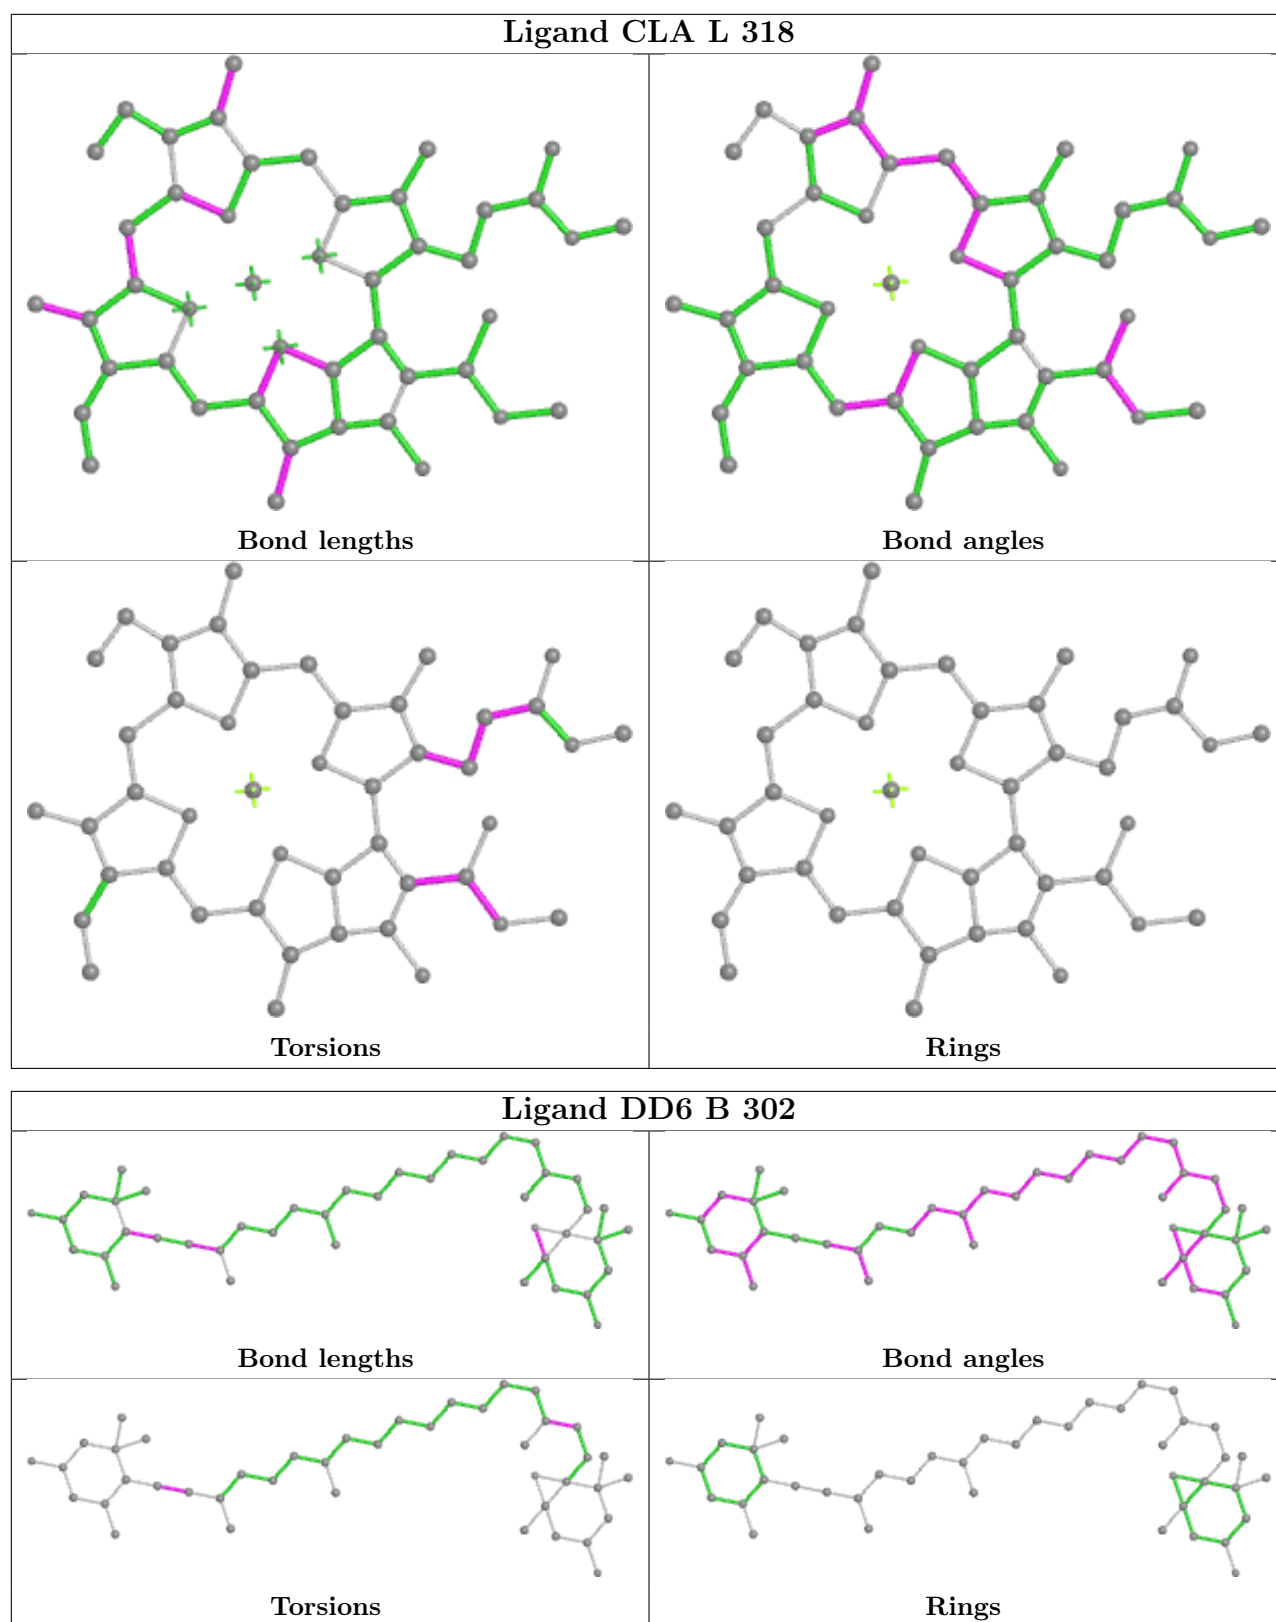 Ligand CLA L 318
Bond lengths
Bond angles
Torsions
Rings
Ligand DD6 B 302
Bond lengths
Bond angles
Torsions
Rings